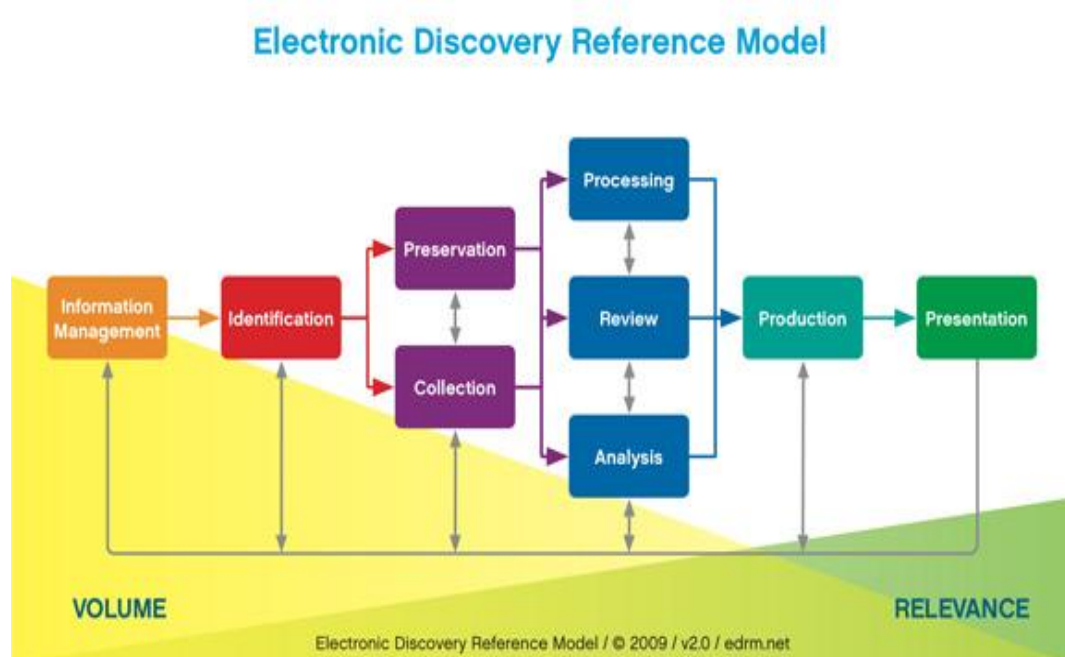 Electronic Discovery Reference Model
Information
Management
Identification
Preservation
Collection
Processing
Review
Analysis
Production
Presentation
VOLUME
RELEVANCE
Electronic Discovery Reference Model / © 2009 / v2.0 / edrm.net